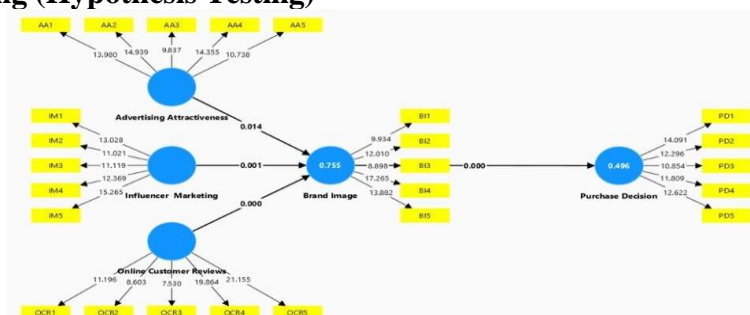 ng (Hypothesis Testing)
AA1 AA2 AA3 AA4 AA5
13.980 14.939 9.837 14.355 10.738
Advertising Attractiveness
0.014
IM1
IM2
IM3
IM4
IM5
13.028
11.021
11.119
12.369
15.265
Influencer Marketing
0.001
0.755
Brand Image
9.934
12.010
8.898
17.265
13.882
BI1
BI2
BI3
BI4
BI5
0.000
0.496
Purchase Decision
14.091
12.296
10.854
11.809
12.622
PD1
PD2
PD3
PD4
PD5
0.000
Online Customer Reviews
11.196 8.603 7.530 19.864 21.155
OCR1 OCR2 OCR3 OCR4 OCR5